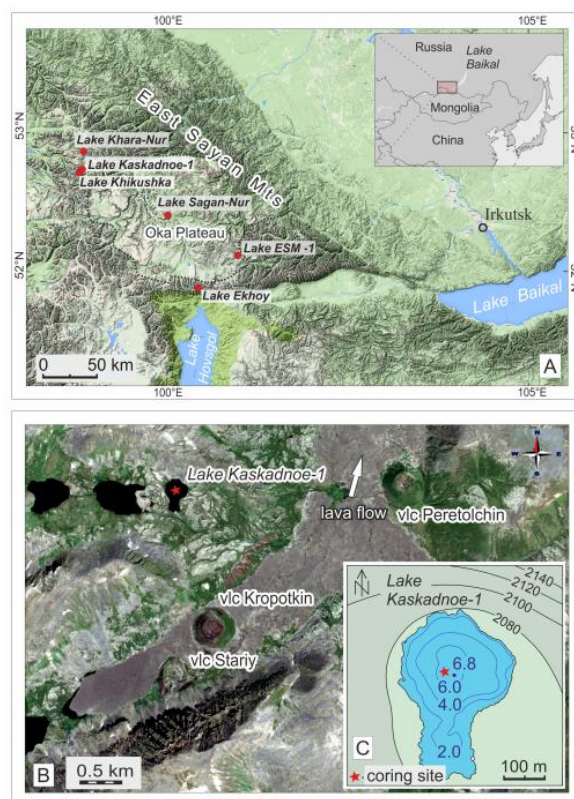 Russia
Lake
Baikal
Mongolia
China
53°N
East Sayan Mts
Lake Khara-Nur
Lake Kaskadnoe-1
Lake Khikushka
Lake Sagan-Nur
Oka Plateau
Irkutsk
Lake ESM -1
52°N
Lake Ekhoy
Lake Baikal
Lake
Hovsgol
0 50 km
A
100°E
105°E
N
W E
S
Lake Kaskadnoe-1
lava flow
vlc Peretolchin
vlc Kropotkin
vlc Stariy
N
Lake
Kaskadnoe-1
2140
2120
2100
2080
6.8
6.0
4.0
2.0
C
coring site
100 m
B
0.5 km